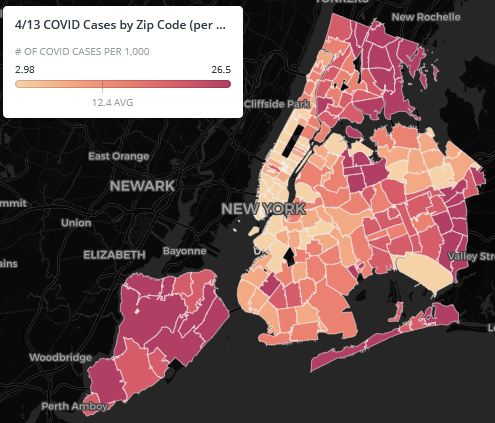 YONKERS
4/13 COVID Cases by Zip Code (per ...
New Rochelle
# OF COVID CASES PER 1,000
2.98 26.5
12.4 AVG
Cliffside Park
East Orange
NEWARK
mmit
NEW YORK
Union
ELIZABETH
Bayonne
ains
Valley Str
Woodbridge
Perth Amboy